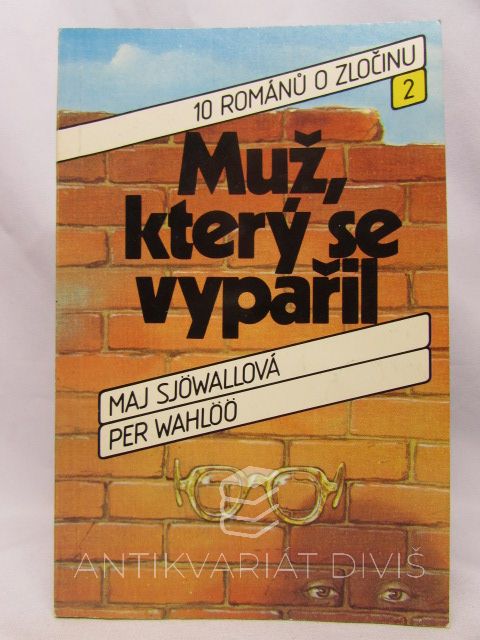 10 ROMÁNŮ O ZLOČINU
2
Muž,
který se
vypařil
MAJ SJÖWALLOVÁ
PER WAHLÖÖ
ANTIKVARIÁT DIVIŠ